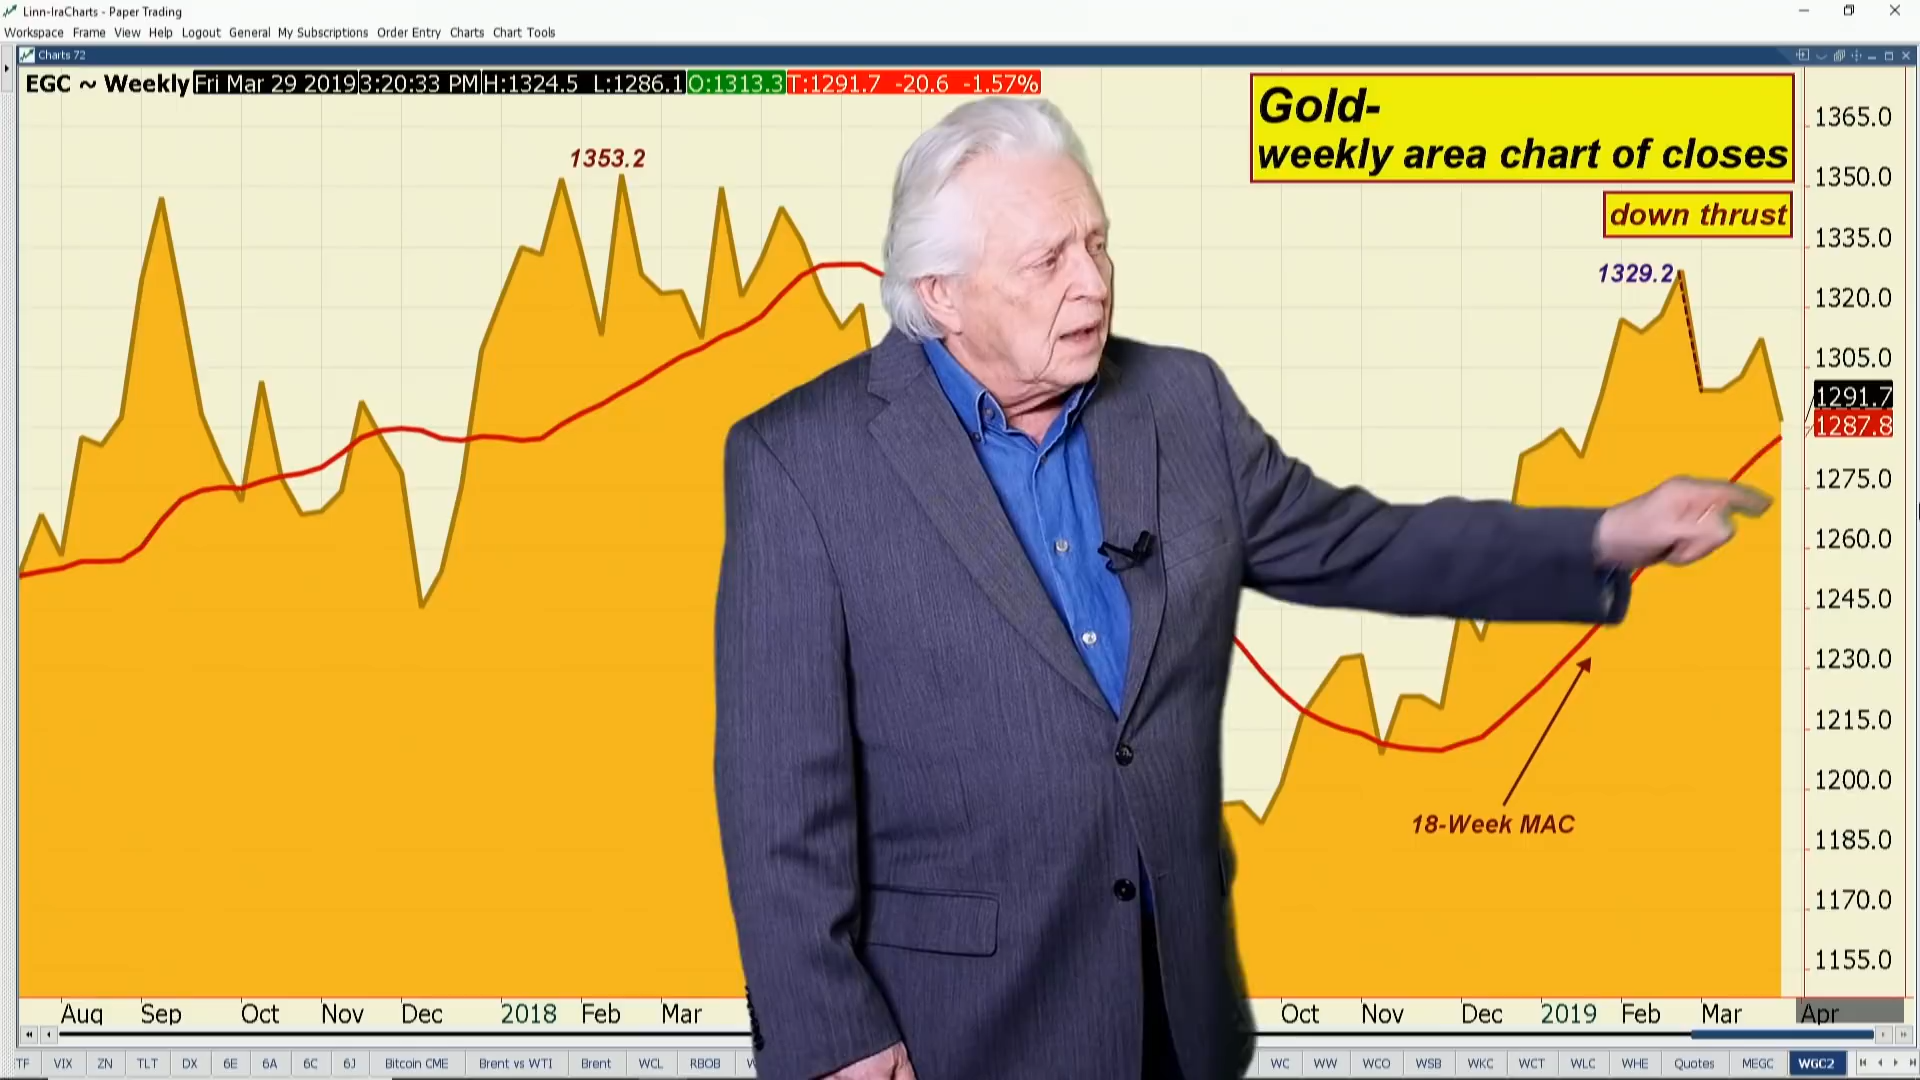 Linn-IraCharts - Paper Trading
Workspace Frame View Help Logout General My Subscriptions Order Entry Charts Chart Tools
Charts 72
EGC ~ Weekly Fri Mar 29 2019 3:20:33 PM H:1324.5 L:1286.1 O:1313.3 T:1291.7 -20.6 -1.57%
Gold-
weekly area chart of closes
down thrust
1353.2
1329.2
18-Week MAC
1365.0
1350.0
1335.0
1320.0
1305.0
1291.7
1287.8
1275.0
1260.0
1245.0
1230.0
1215.0
1200.0
1185.0
1170.0
1155.0
Aug Sep Oct Nov Dec 2018 Feb Mar Oct Nov Dec 2019 Feb Mar Apr
TF VIX ZN TLT DX 6E 6A 6C 6J Bitcoin CME Brent vs WTI Brent WCL RBOB WC WW WCO WSB WKC WCT WLC WHE Quotes MEGC WGC2